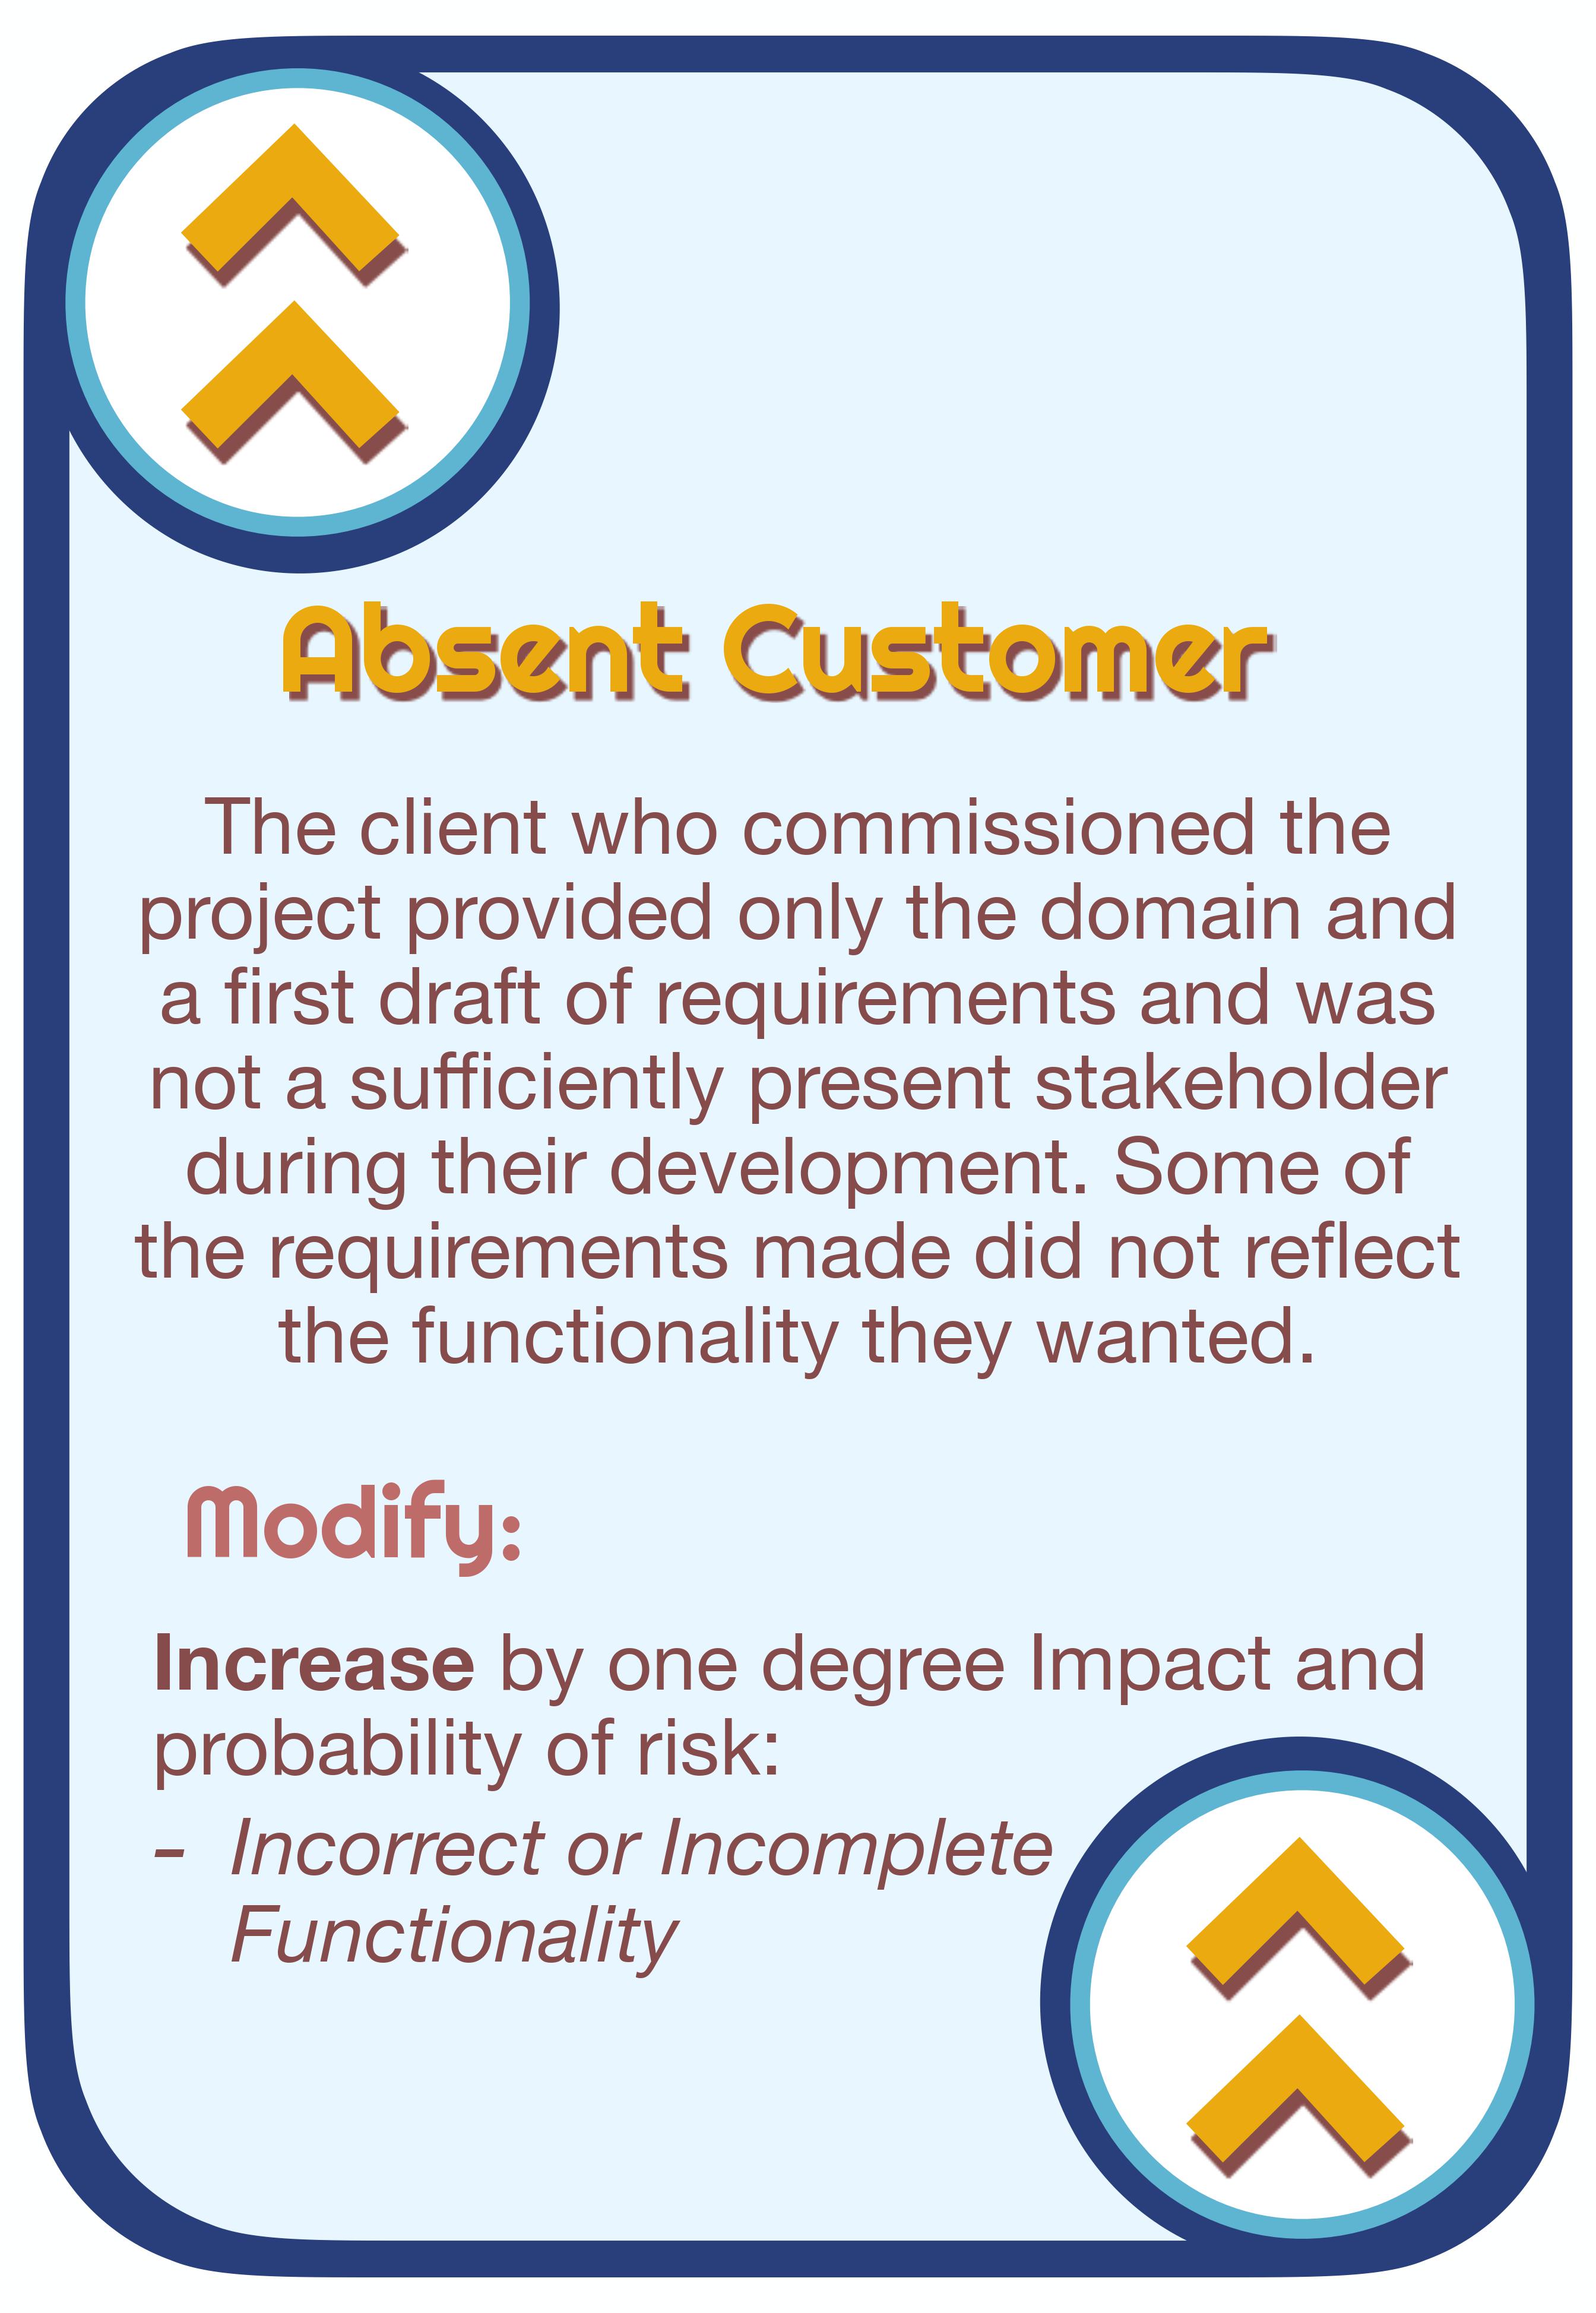 Absent Customer
The client who commissioned the
project provided only the domain and
a first draft of requirements and was
not a sufficiently present stakeholder
during their development. Some of
the requirements made did not reflect
the functionality they wanted.
Modify:
Increase by one degree Impact and
probability of risk:
- Incorrect or Incomplete
Functionality